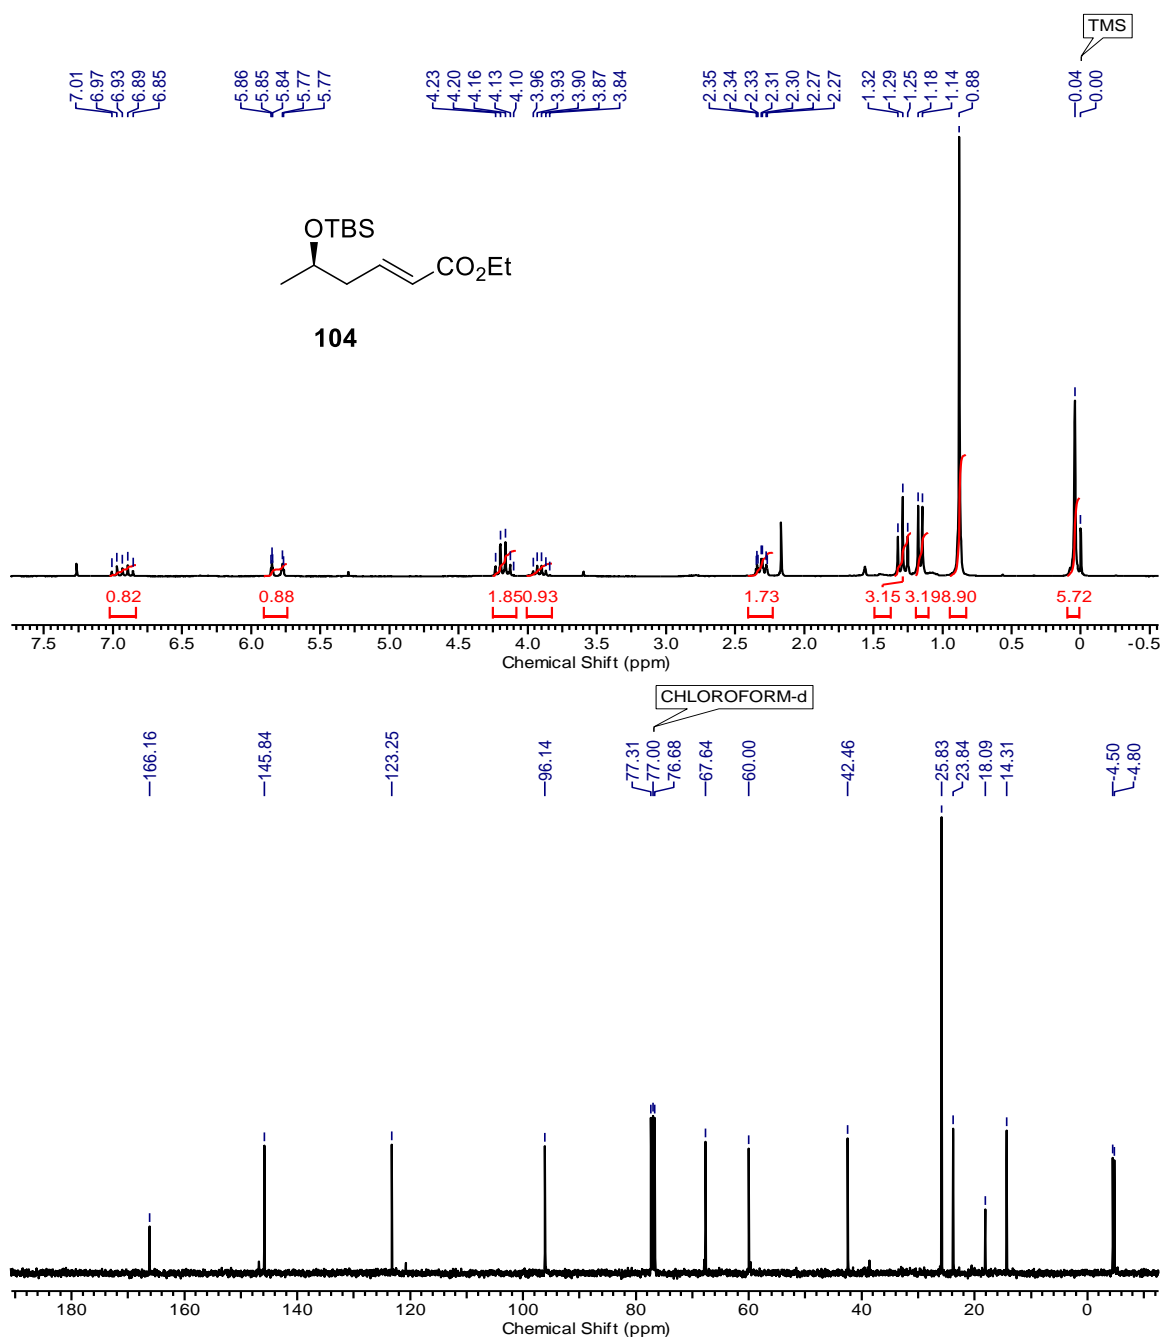 TMS
7.01 6.97 6.93 6.89 6.85 5.86 5.85 5.84 5.77 5.77 4.23 4.20 4.16 4.13 4.10 3.96 3.93 3.90 3.87 3.84 2.35 2.34 2.33 2.31 2.30 2.27 2.27 1.32 1.29 1.25 1.18 1.14 0.88 0.04 0.00
OTBS
CO2Et
104
0.82 0.88 1.85 0.93 1.73 3.15 3.19 8.90 5.72
7.5 7.0 6.5 6.0 5.5 5.0 4.5 4.0 3.5 3.0 2.5 2.0 1.5 1.0 0.5 0 -0.5
Chemical Shift (ppm)
CHLOROFORM-d
166.16 145.84 123.25 96.14 77.31 77.00 76.68 67.64 60.00 42.46 25.83 23.84 18.09 14.31 -4.50 -4.80
180 160 140 120 100 80 60 40 20 0
Chemical Shift (ppm)